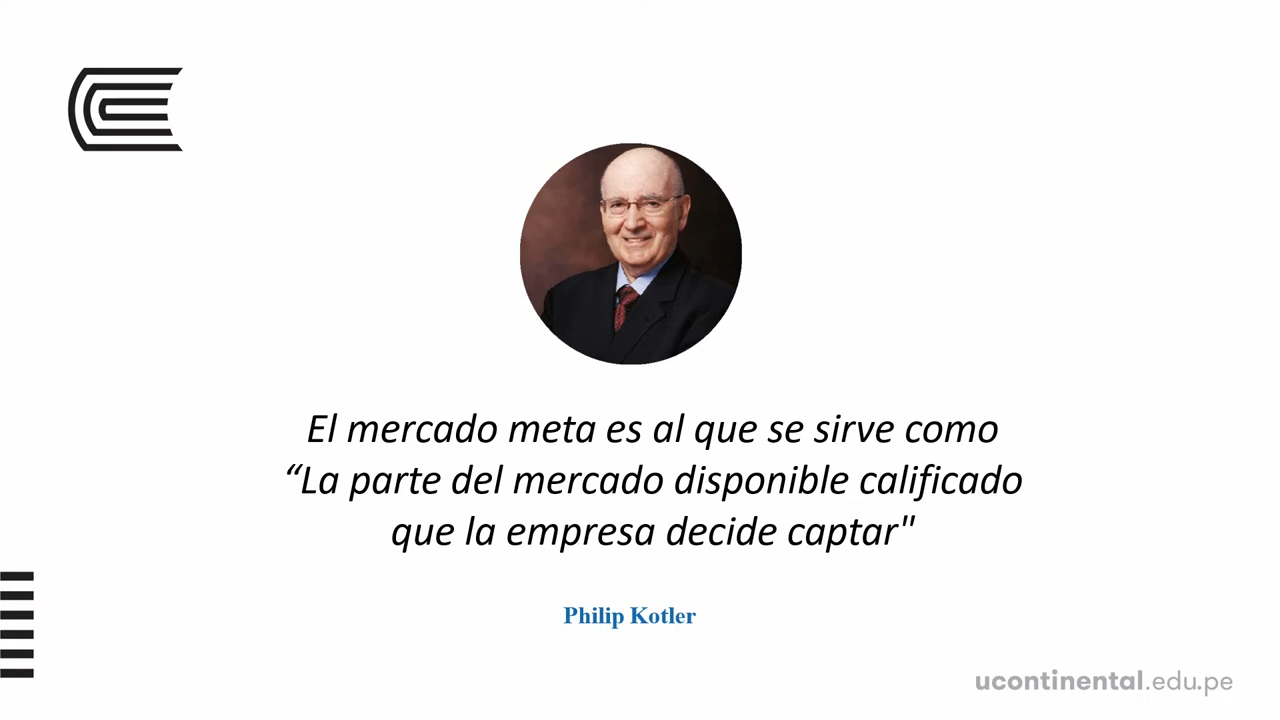 El mercado meta es al que se sirve como
“La parte del mercado disponible calificado
que la empresa decide captar"
Philip Kotler
ucontinental.edu.pe